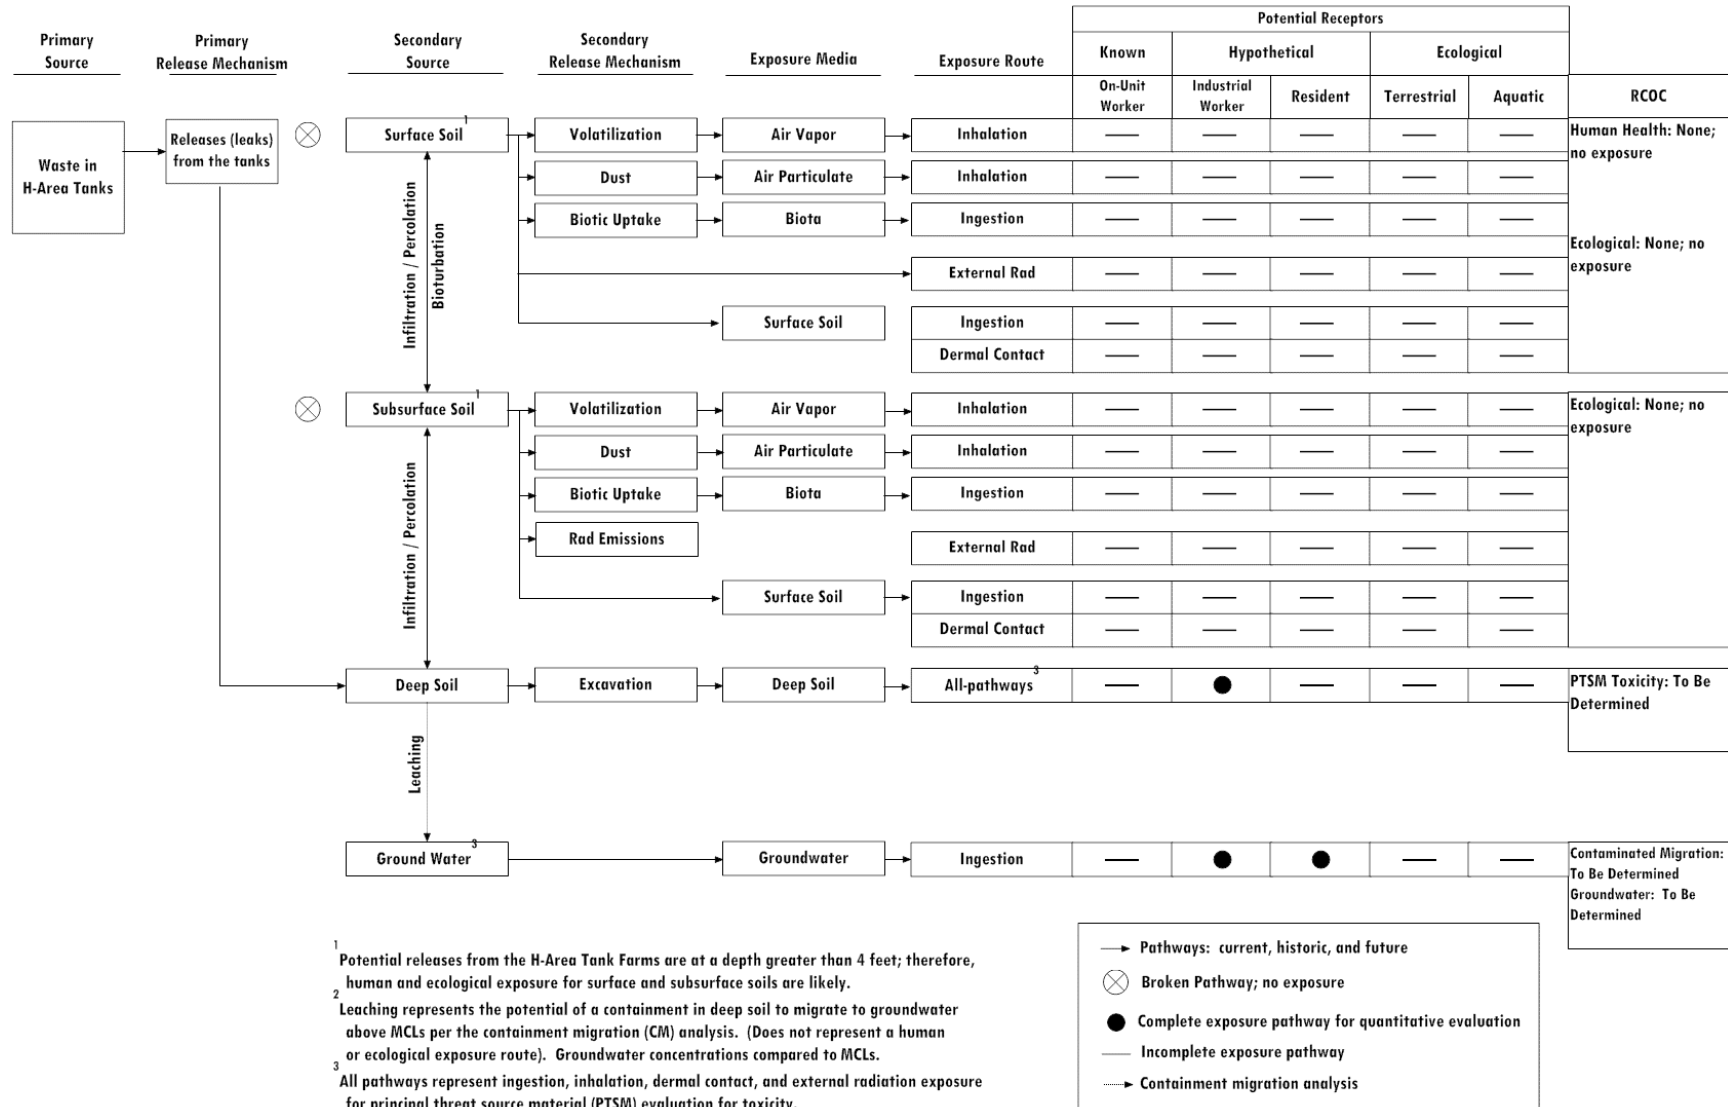 Potential Receptors
Primary
Source
Primary
Release Mechanism
Secondary
Source
Secondary
Release Mechanism
Exposure Media
Exposure Route
Known
Hypothetical
Ecological
On-Unit
Worker
Industrial
Worker
Resident
Terrestrial
Aquatic
RCOC
Waste in
H-Area Tanks
Releases (leaks)
from the tanks
Surface Soil 1
Volatilization
Air Vapor
Inhalation
Human Health: None;
no exposure
Dust
Air Particulate
Inhalation
Biotic Uptake
Biota
Ingestion
Ecological: None; no
exposure
External Rad
Surface Soil
Ingestion
Dermal Contact
Infiltration / Percolation
Bioturbation
Subsurface Soil 1
Volatilization
Air Vapor
Inhalation
Ecological: None; no
exposure
Dust
Air Particulate
Inhalation
Biotic Uptake
Biota
Ingestion
Rad Emissions
External Rad
Surface Soil
Ingestion
Dermal Contact
Infiltration / Percolation
Deep Soil
Excavation
Deep Soil
All-pathways 3
PTSM Toxicity: To Be
Determined
Leaching
Ground Water 3
Groundwater
Ingestion
Contaminated Migration:
To Be Determined
Groundwater: To Be
Determined
1 Potential releases from the H-Area Tank Farms are at a depth greater than 4 feet; therefore,
human and ecological exposure for surface and subsurface soils are likely.
2 Leaching represents the potential of a containment in deep soil to migrate to groundwater
above MCLs per the containment migration (CM) analysis. (Does not represent a human
or ecological exposure route). Groundwater concentrations compared to MCLs.
3 All pathways represent ingestion, inhalation, dermal contact, and external radiation exposure
for principal threat source material (PTSM) evaluation for toxicity.
Pathways: current, historic, and future
Broken Pathway; no exposure
Complete exposure pathway for quantitative evaluation
Incomplete exposure pathway
Containment migration analysis